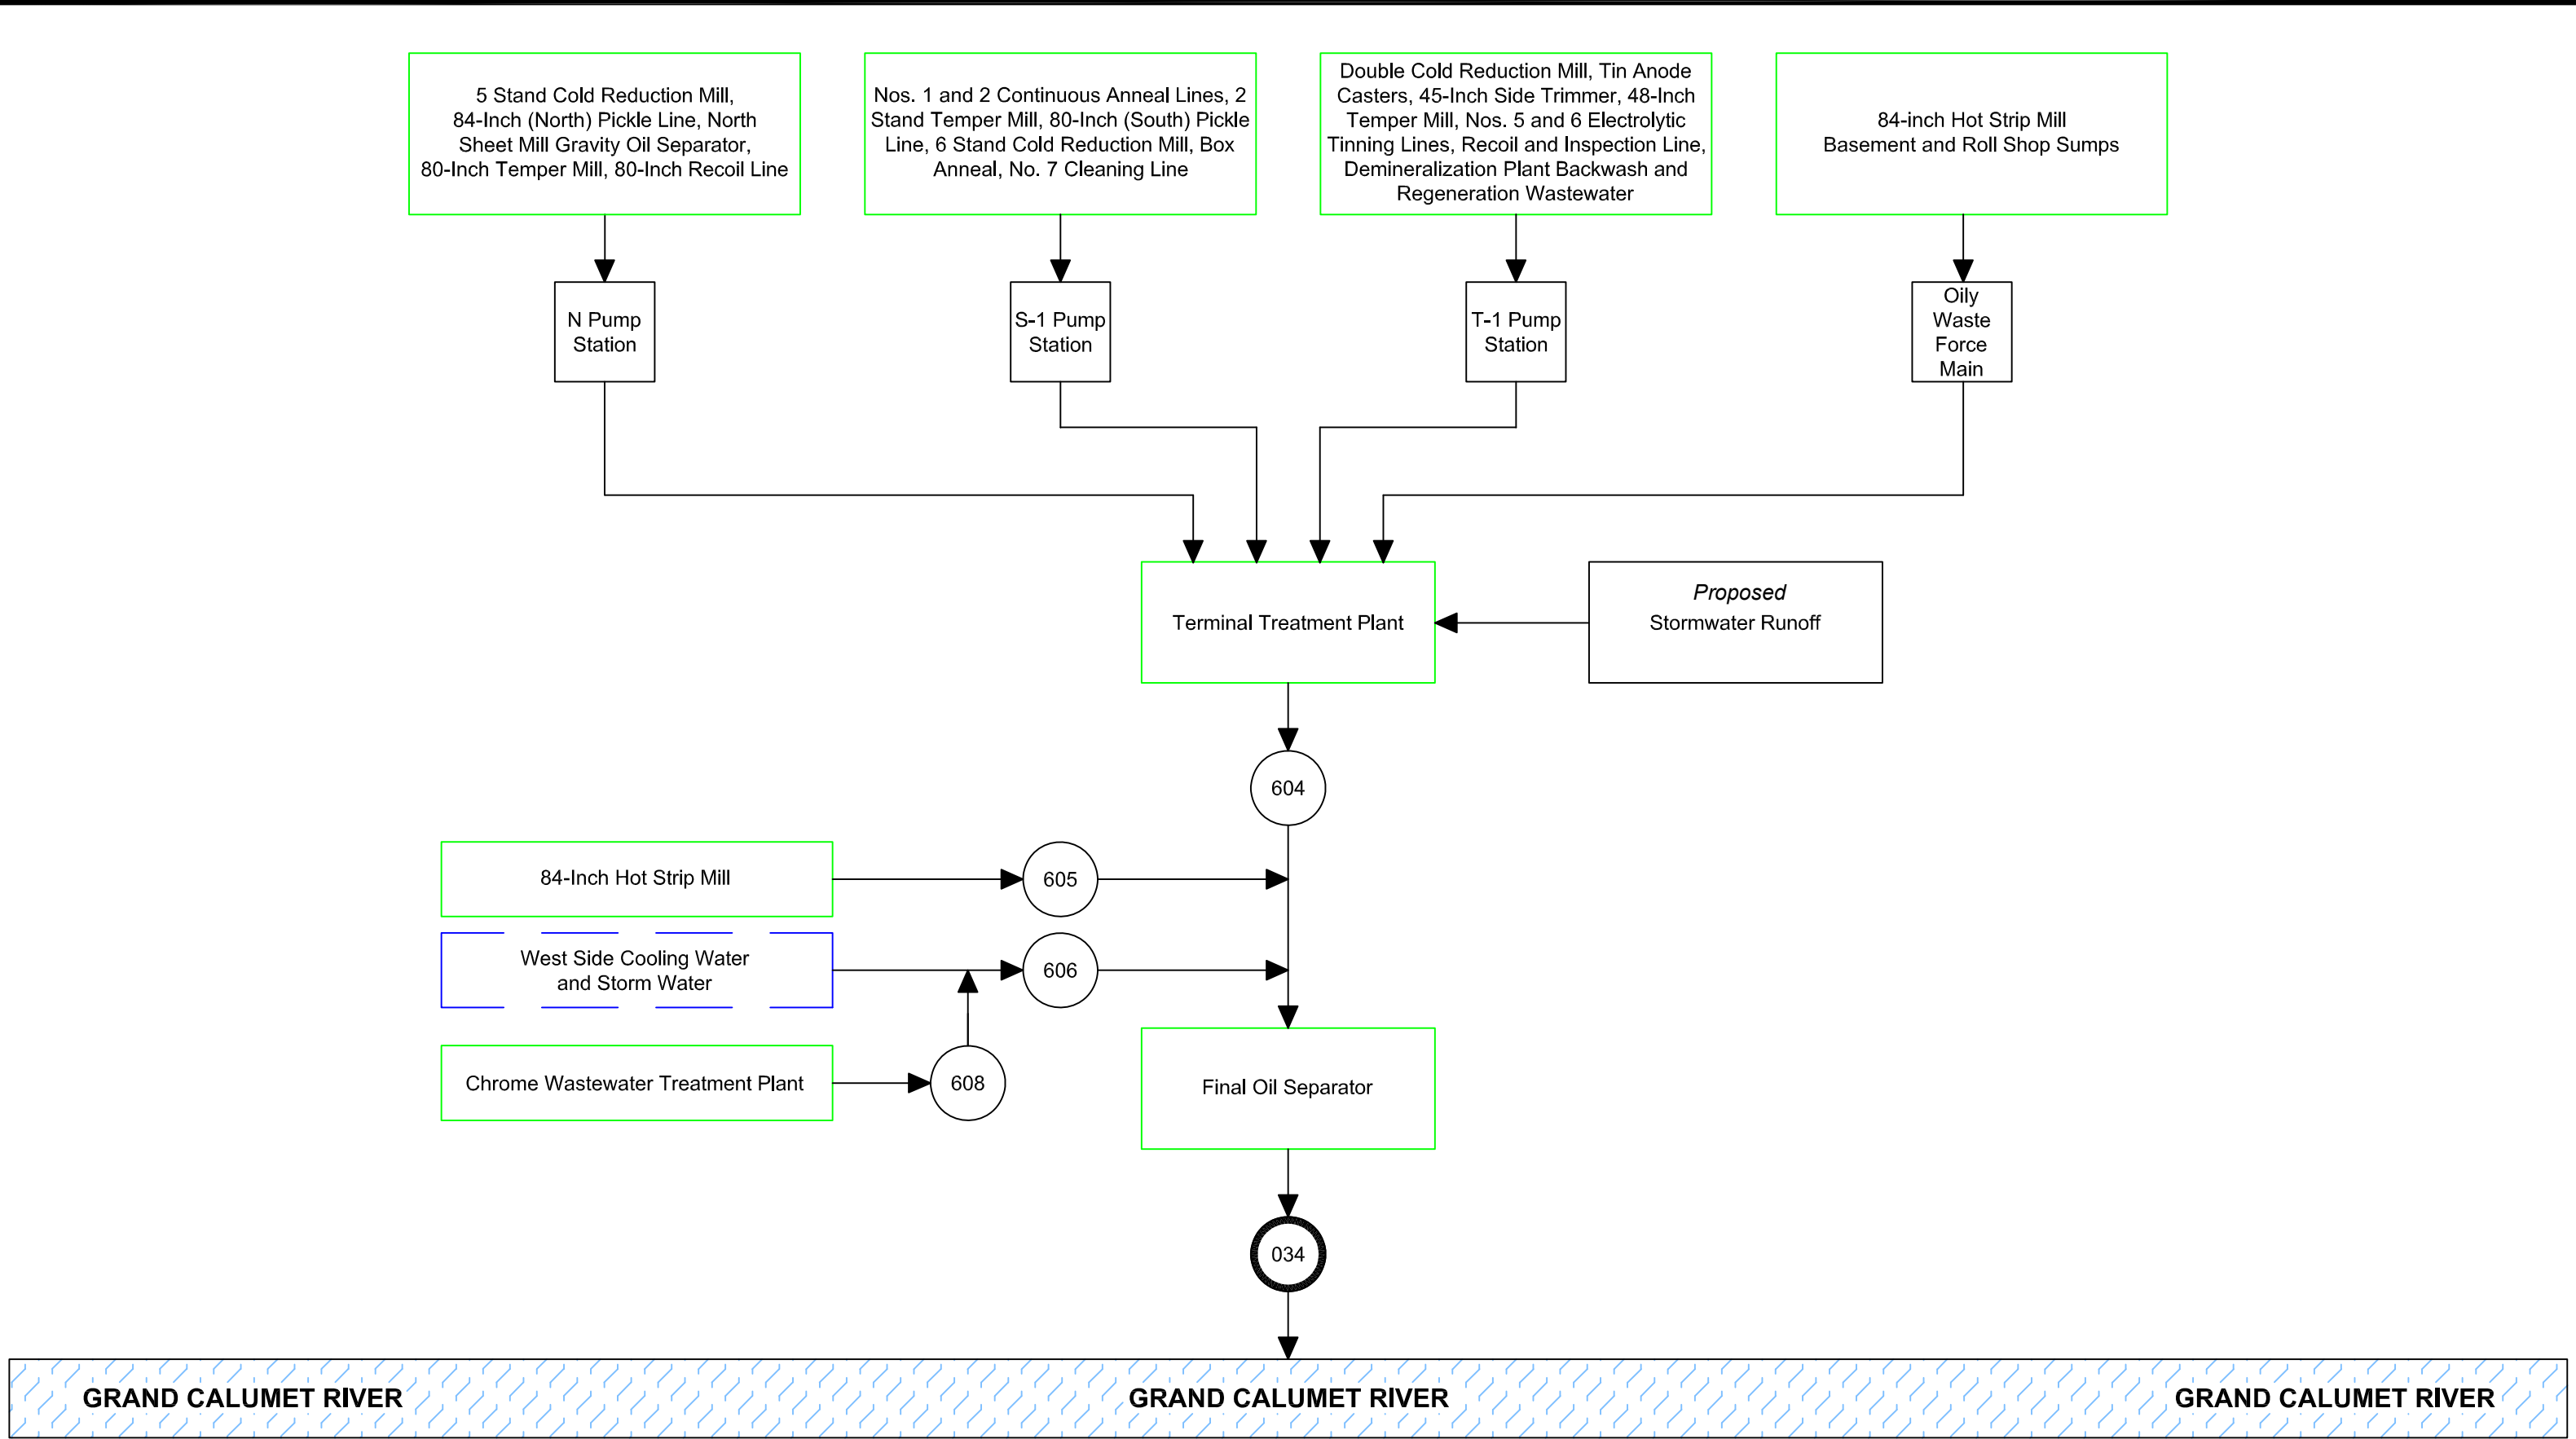 5 Stand Cold Reduction Mill,
84-Inch (North) Pickle Line, North
Sheet Mill Gravity Oil Separator,
80-Inch Temper Mill, 80-Inch Recoil Line
Nos. 1 and 2 Continuous Anneal Lines, 2
Stand Temper Mill, 80-Inch (South) Pickle
Line, 6 Stand Cold Reduction Mill, Box
Anneal, No. 7 Cleaning Line
Double Cold Reduction Mill, Tin Anode
Casters, 45-Inch Side Trimmer, 48-Inch
Temper Mill, Nos. 5 and 6 Electrolytic
Tinning Lines, Recoil and Inspection Line,
Demineralization Plant Backwash and
Regeneration Wastewater
84-inch Hot Strip Mill
Basement and Roll Shop Sumps
N Pump
Station
S-1 Pump
Station
T-1 Pump
Station
Oily
Waste
Force
Main
Terminal Treatment Plant
Proposed
Stormwater Runoff
604
84-Inch Hot Strip Mill
605
West Side Cooling Water
and Storm Water
606
Chrome Wastewater Treatment Plant
608
Final Oil Separator
034
GRAND CALUMET RIVER
GRAND CALUMET RIVER
GRAND CALUMET RIVER